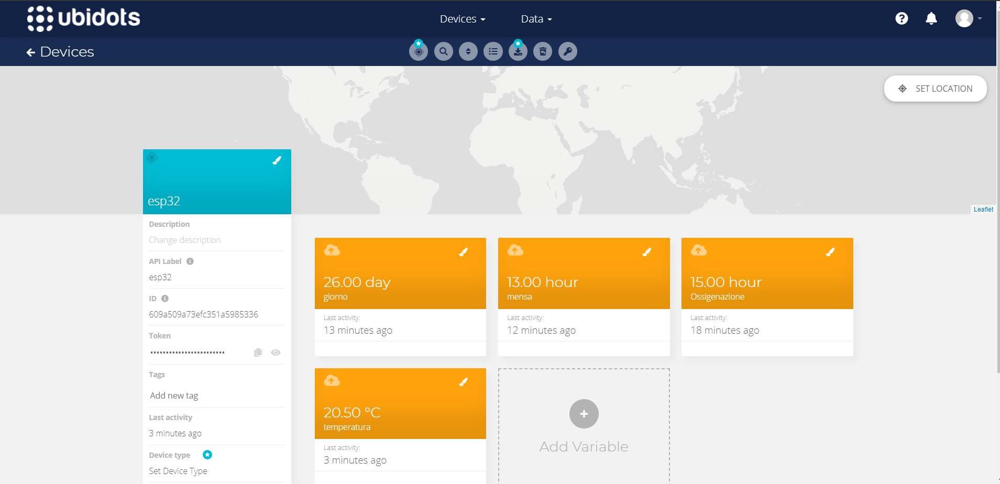 ubidots
Devices
Data
Devices
SET LOCATION
Leaflet
esp32
Description
Change description
API Label
esp32
ID
609a509a73efc351a5985336
Token
•••••••••••••••••••••••••
Tags
Add new tag
Last activity
3 minutes ago
Device type
Set Device Type
26.00 day
giorno
Last activity:
13 minutes ago
13.00 hour
mensa
Last activity:
12 minutes ago
15.00 hour
Ossigenazione
Last activity:
18 minutes ago
20.50 °C
temperatura
Last activity:
3 minutes ago
Add Variable